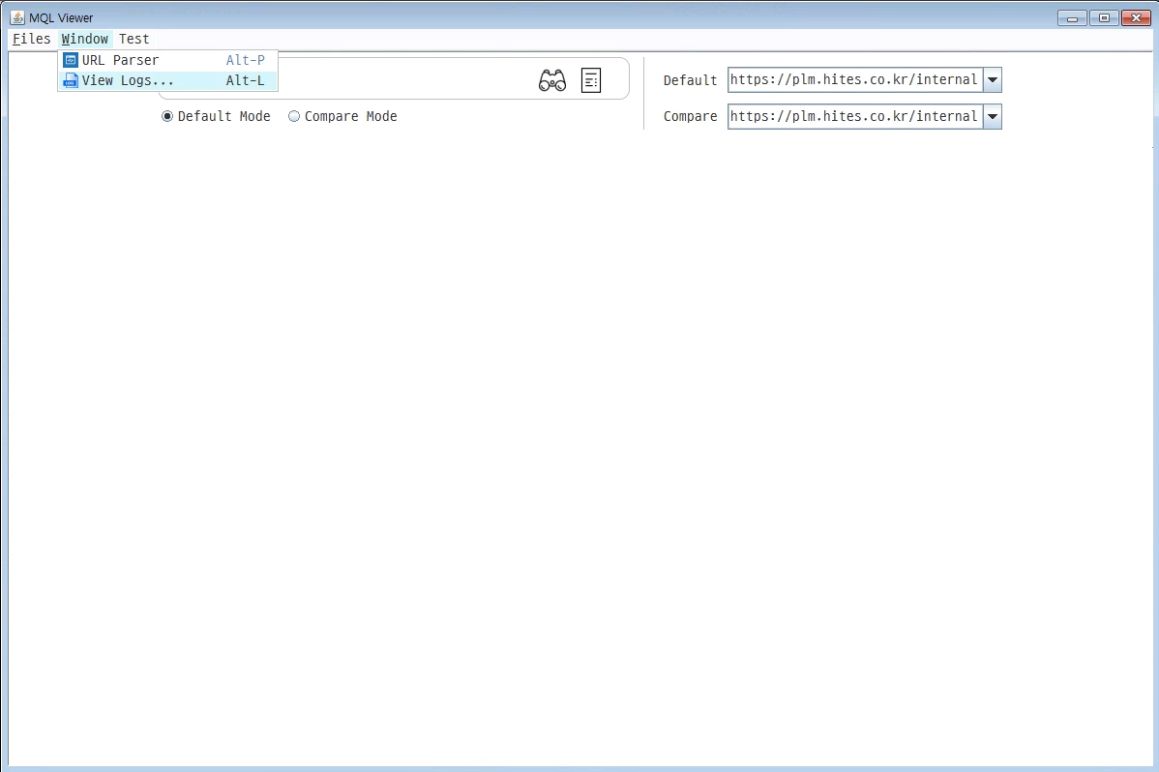 MQL Viewer
Files Window Test
URL Parser Alt-P
View Logs... Alt-L
Default https://plm.hites.co.kr/internal
Default Mode Compare Mode
Compare https://plm.hites.co.kr/internal